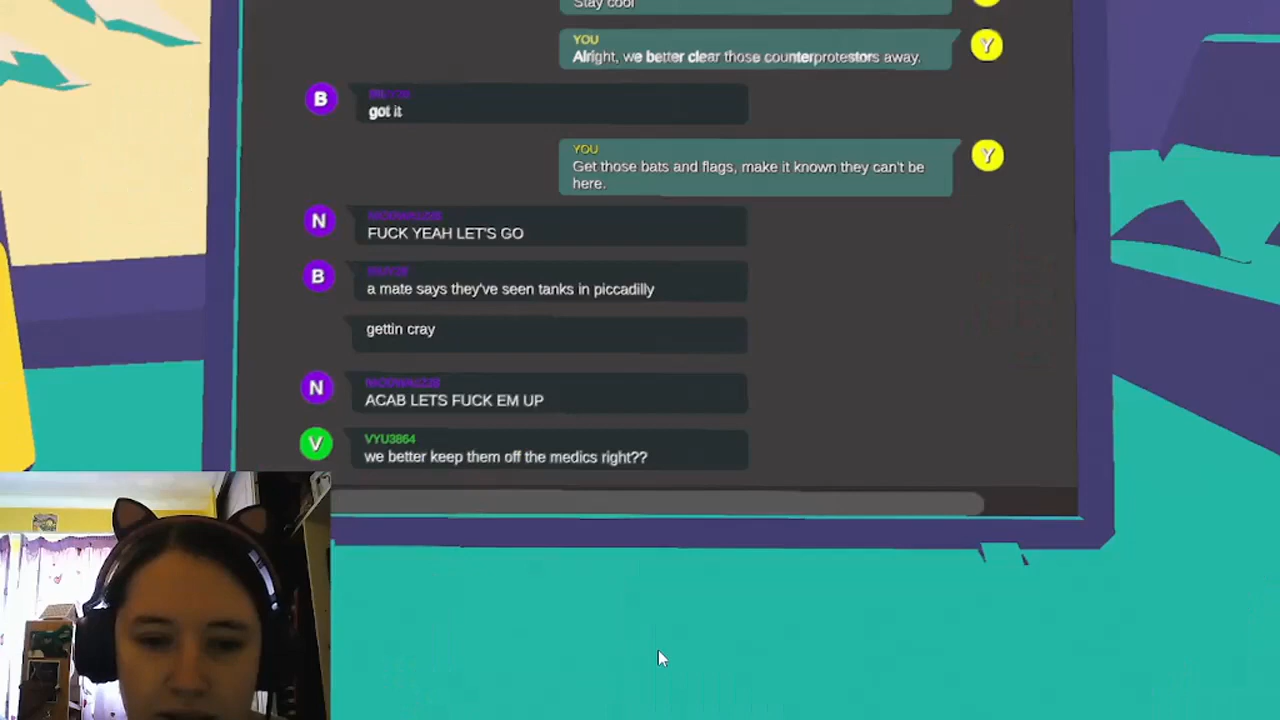 Stay cool
Y
YOU
Alright, we better clear those counterprotestors away.
B
got it
Y
YOU
Get those bats and flags, make it known they can't be
here.
N
FUCK YEAH LET'S GO
B
a mate says they've seen tanks in piccadilly
gettin cray
N
ACAB LETS FUCK EM UP
V
VYU3864
we better keep them off the medics right??